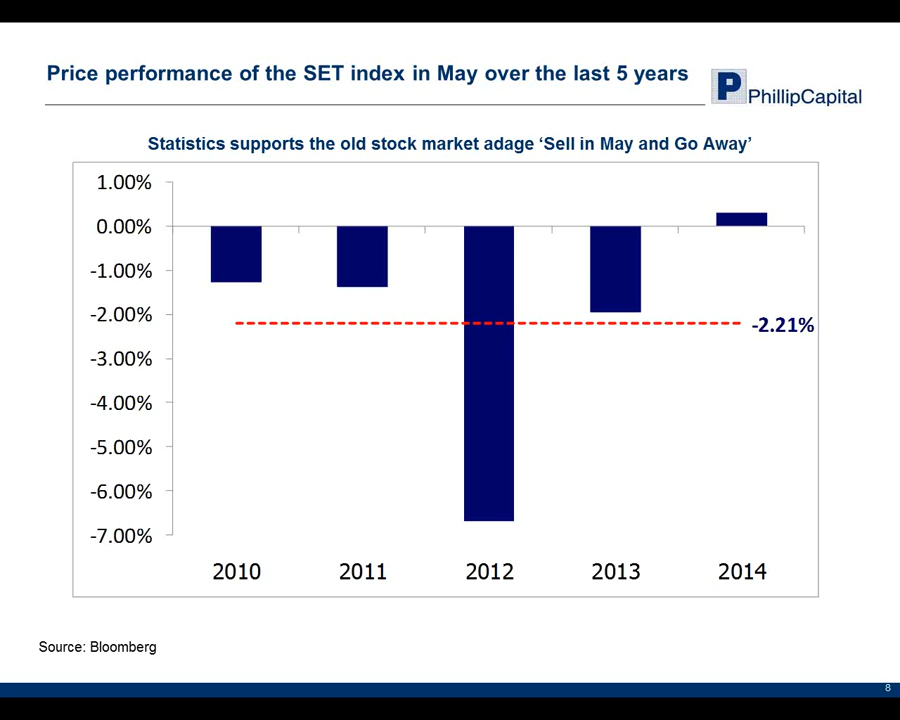 Price performance of the SET index in May over the last 5 years
P PhillipCapital
Statistics supports the old stock market adage ‘Sell in May and Go Away’
1.00%
0.00%
-1.00%
-2.00%
-2.21%
-3.00%
-4.00%
-5.00%
-6.00%
-7.00%
2010 2011 2012 2013 2014
Source: Bloomberg
8